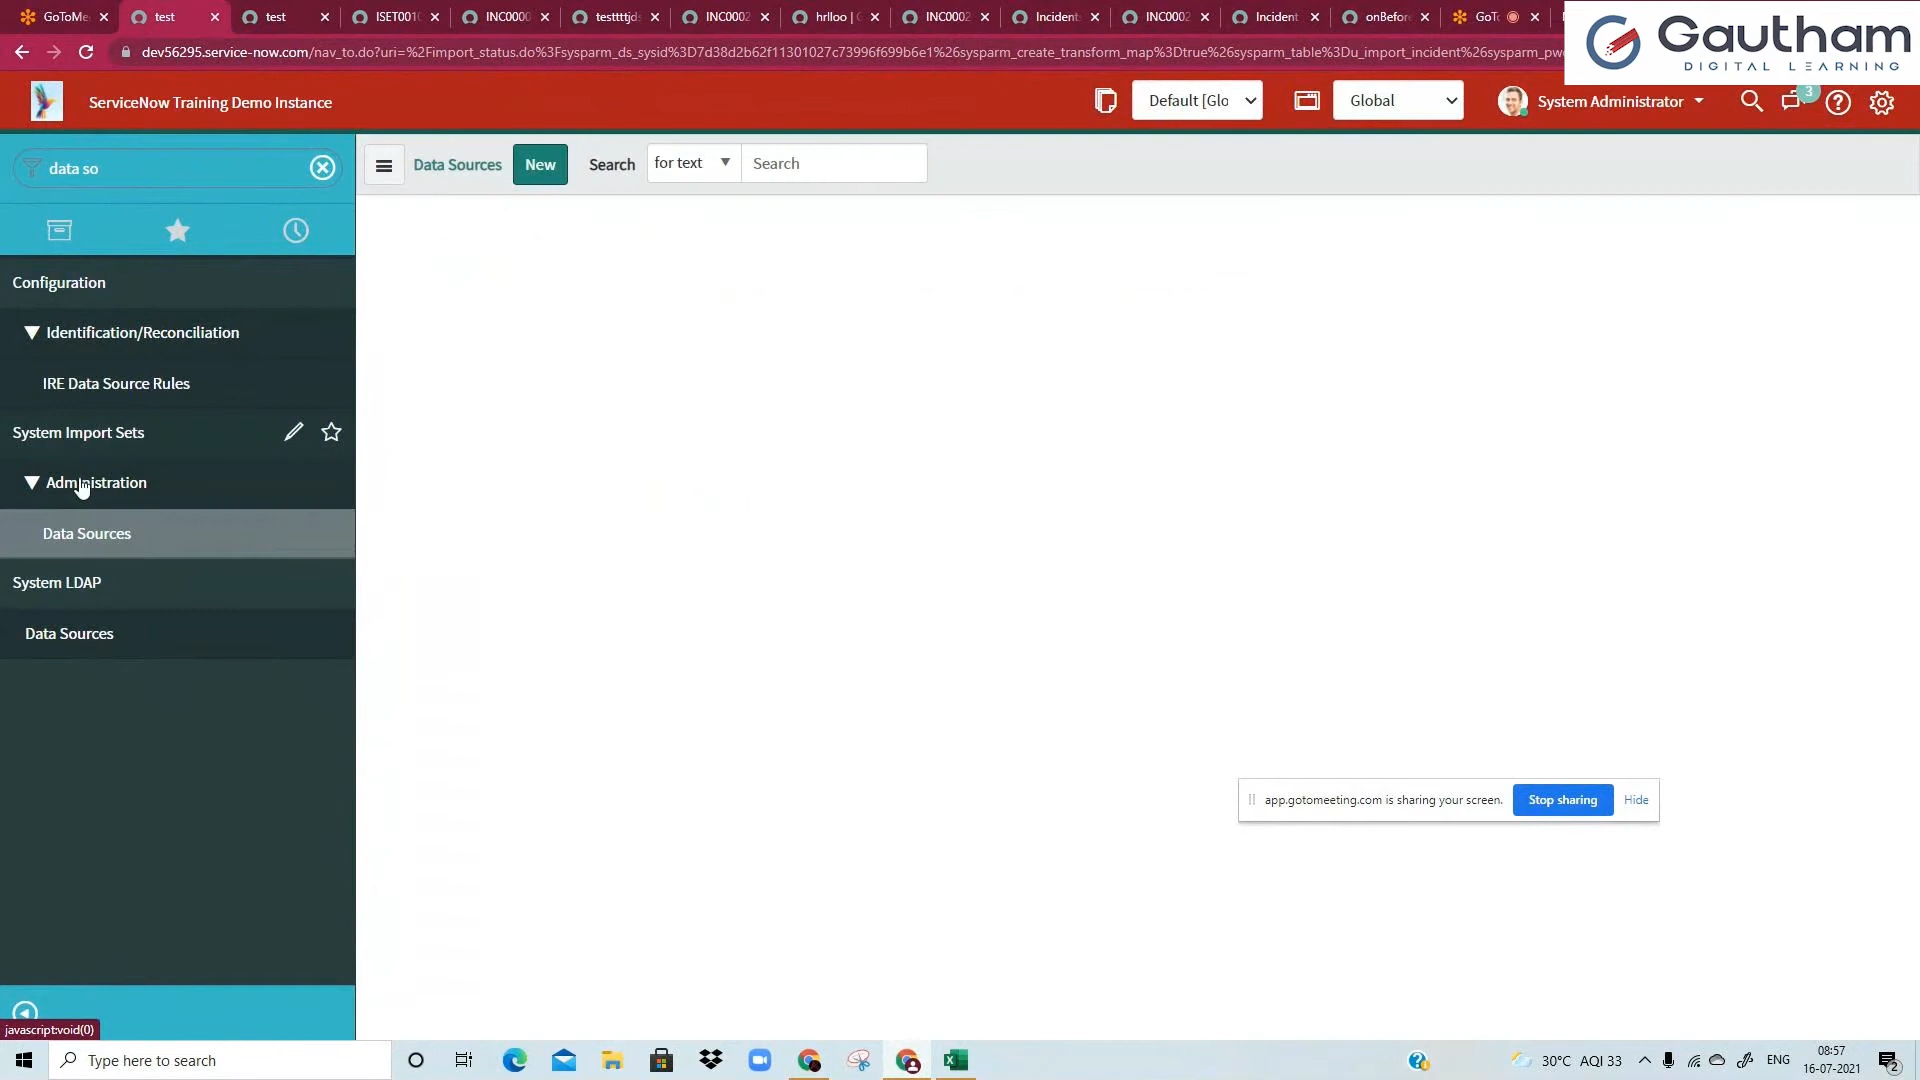 GoToMe
test
test
ISET001
INC0000
testtttjds
INC0002
hrlloo | 
INC0002
Incident
INC0002
Incident
onBefor
GoTo
dev56295.service-now.com/nav_to.do?uri=%2Fimport_status.do%3Fsysparm_ds_sysid%3D7d38d2b62f11301027c73996f699b6e1%26sysparm_create_transform_map%3Dtrue%26sysparm_table%3Du_import_incident%26sysparm_pw
Gautham
DIGITAL LEARNING
ServiceNow Training Demo Instance
Default [Glo
Global
System Administrator
3
data so
Data Sources
New
Search
for text
Search
Configuration
Identification/Reconciliation
IRE Data Source Rules
System Import Sets
Administration
Data Sources
System LDAP
Data Sources
app.gotomeeting.com is sharing your screen.
Stop sharing
Hide
javascript:void(0)
Type here to search
30°C AQI 33
ENG
08:57
16-07-2021
2